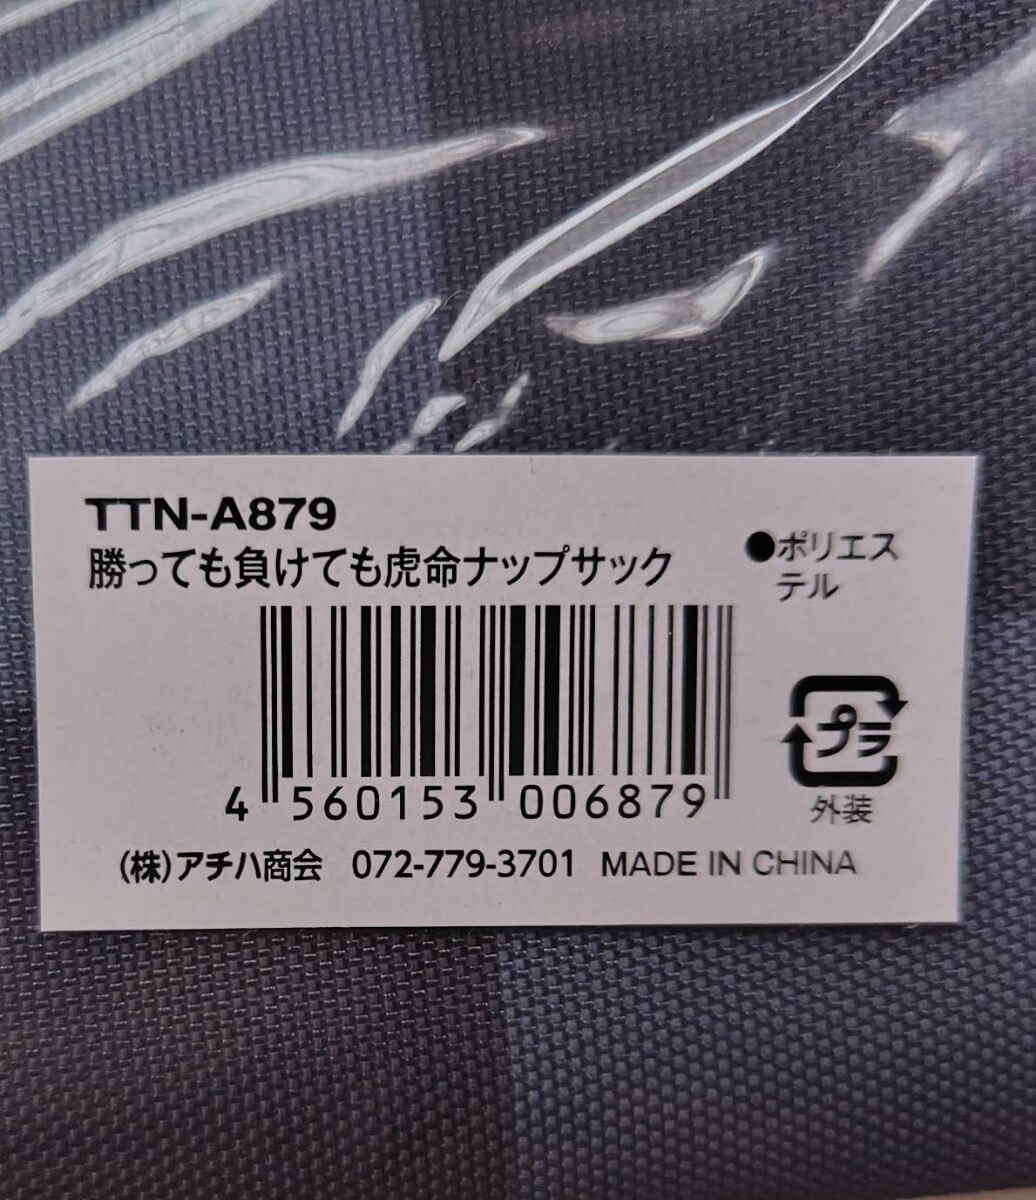 TTN-A879
勝っても負けても虎命ナップサック
●ポリエス
テル
プラ
外装
4 560153 006879
(株)アチハ商会 072-779-3701 MADE IN CHINA